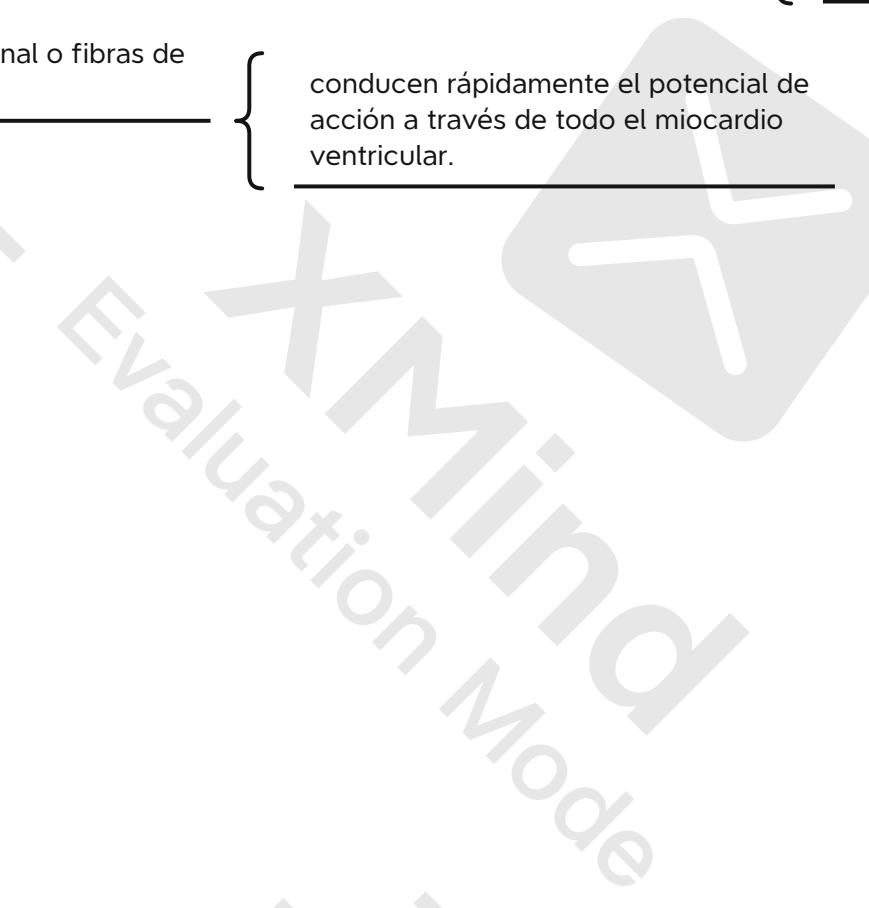 nal o fibras de
conducen rápidamente el potencial de
acción a través de todo el miocardio
ventricular.
XMind
Evaluation Mode